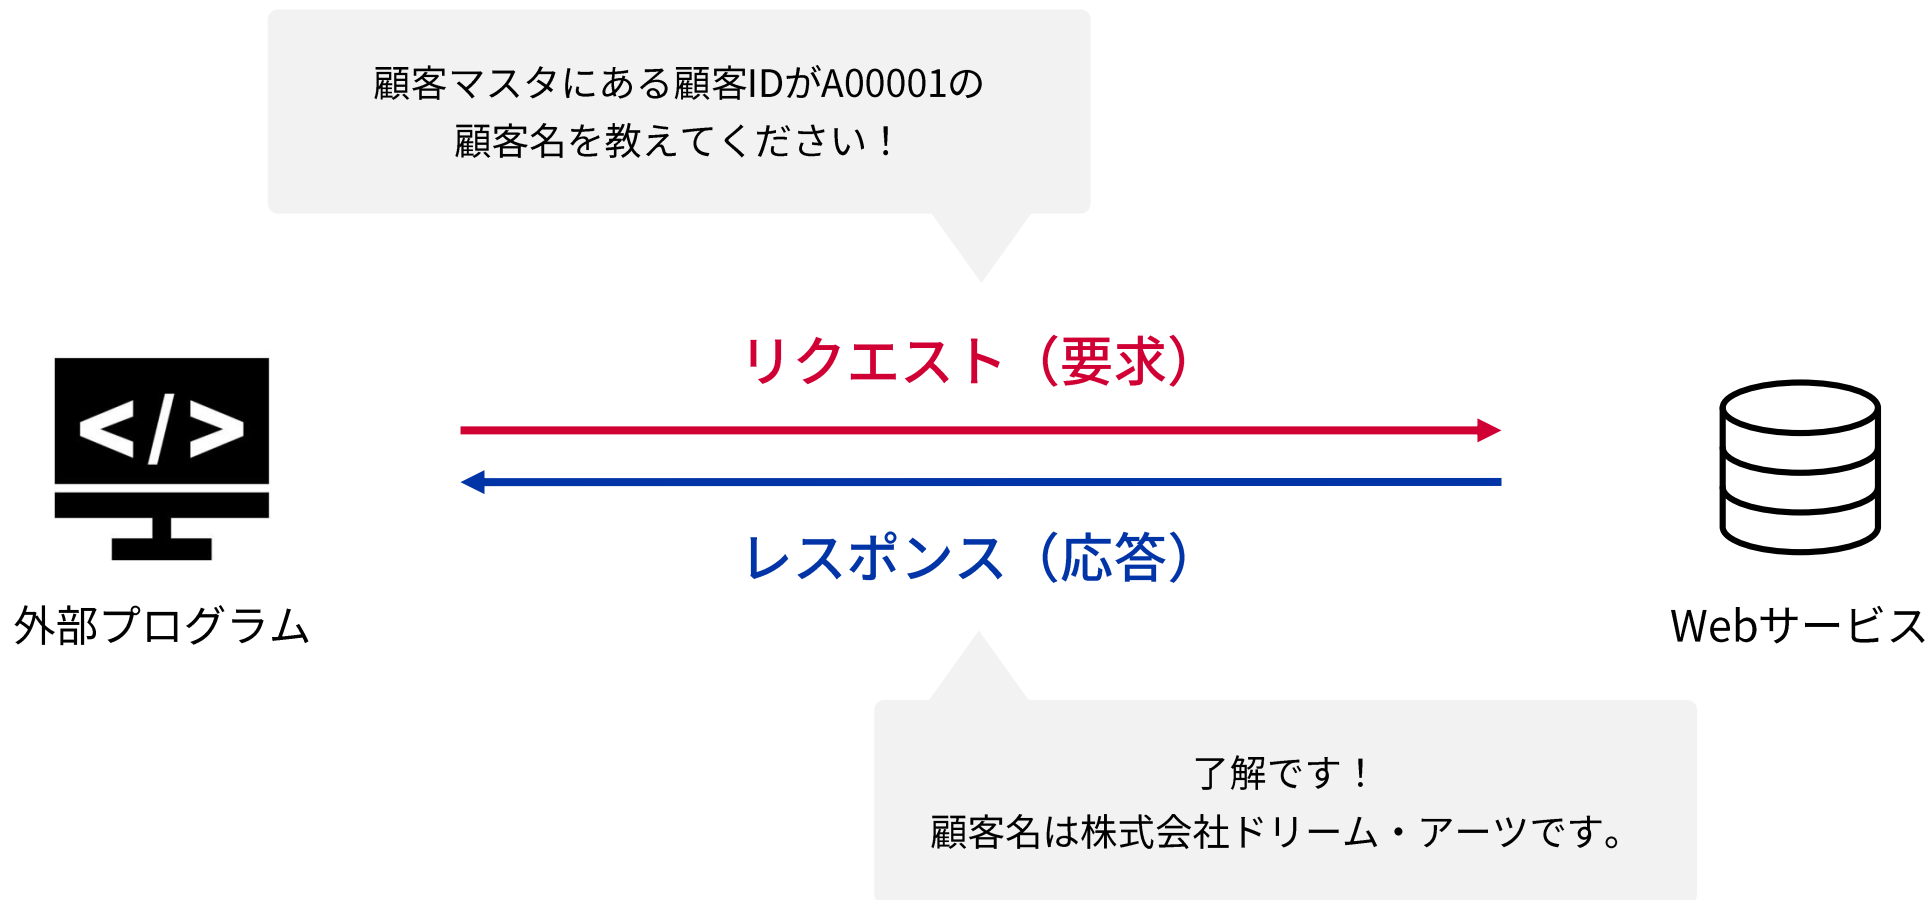 顧客マスタにある顧客IDがA00001の
顧客名を教えてください！
リクエスト（要求）
</>
レスポンス（応答）
外部プログラム
Webサービス
了解です！
顧客名は株式会社ドリーム・アーツです。